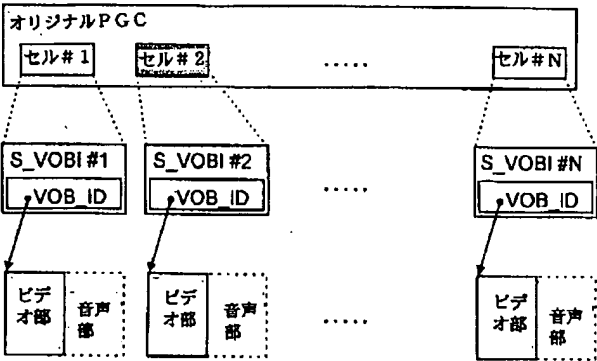 オリジナルPGC
セル#1 セル#2 ..... セル#N
S_VOBI #1 S_VOBI #2 S_VOBI #N
VOB_ID VOB_ID ..... VOB_ID
ビデ
オ部
音声
部
ビデ
オ部
音声
部
.....
ビデ
オ部
音声
部